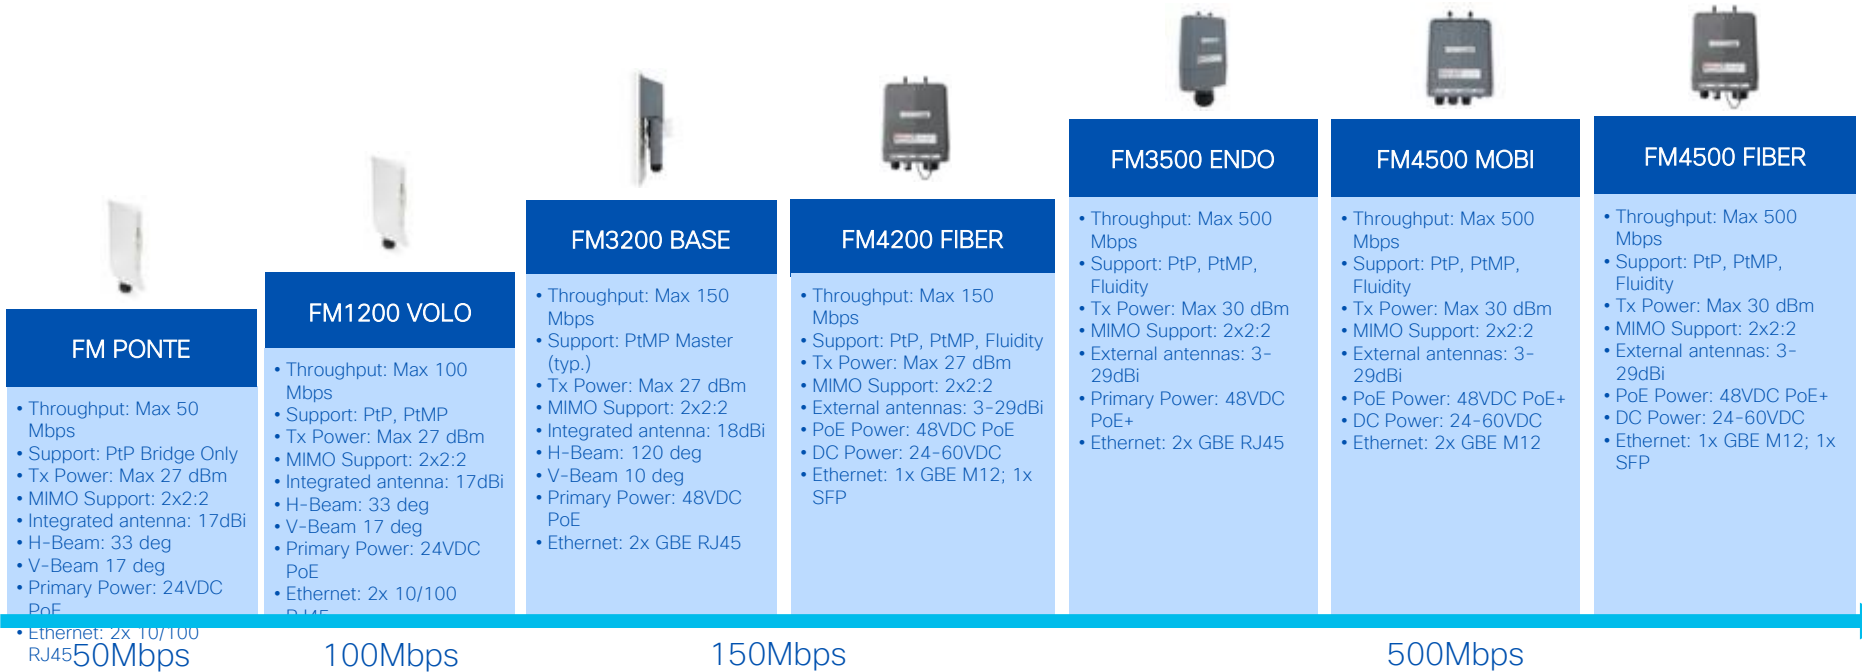 FM PONTE
• Throughput: Max 50
Mbps
• Support: PtP Bridge Only
• Tx Power: Max 27 dBm
• MIMO Support: 2x2:2
• Integrated antenna: 17dBi
• H-Beam: 33 deg
• V-Beam 17 deg
• Primary Power: 24VDC
PoE
• Ethernet: 2x 10/100
RJ45
FM1200 VOLO
• Throughput: Max 100
Mbps
• Support: PtP, PtMP
• Tx Power: Max 27 dBm
• MIMO Support: 2x2:2
• Integrated antenna: 17dBi
• H-Beam: 33 deg
• V-Beam 17 deg
• Primary Power: 24VDC
PoE
• Ethernet: 2x 10/100
RJ45
FM3200 BASE
• Throughput: Max 150
Mbps
• Support: PtMP Master
(typ.)
• Tx Power: Max 27 dBm
• MIMO Support: 2x2:2
• Integrated antenna: 18dBi
• H-Beam: 120 deg
• V-Beam 10 deg
• Primary Power: 48VDC
PoE
• Ethernet: 2x GBE RJ45
FM4200 FIBER
• Throughput: Max 150
Mbps
• Support: PtP, PtMP, Fluidity
• Tx Power: Max 27 dBm
• MIMO Support: 2x2:2
• External antennas: 3-29dBi
• PoE Power: 48VDC PoE
• DC Power: 24-60VDC
• Ethernet: 1x GBE M12; 1x
SFP
FM3500 ENDO
• Throughput: Max 500
Mbps
• Support: PtP, PtMP,
Fluidity
• Tx Power: Max 30 dBm
• MIMO Support: 2x2:2
• External antennas: 3-
29dBi
• Primary Power: 48VDC
PoE+
• Ethernet: 2x GBE RJ45
FM4500 MOBI
• Throughput: Max 500
Mbps
• Support: PtP, PtMP,
Fluidity
• Tx Power: Max 30 dBm
• MIMO Support: 2x2:2
• External antennas: 3-
29dBi
• PoE Power: 48VDC PoE+
• DC Power: 24-60VDC
• Ethernet: 2x GBE M12
FM4500 FIBER
• Throughput: Max 500
Mbps
• Support: PtP, PtMP,
Fluidity
• Tx Power: Max 30 dBm
• MIMO Support: 2x2:2
• External antennas: 3-
29dBi
• PoE Power: 48VDC PoE+
• DC Power: 24-60VDC
• Ethernet: 1x GBE M12; 1x
SFP
50Mbps
100Mbps
150Mbps
500Mbps